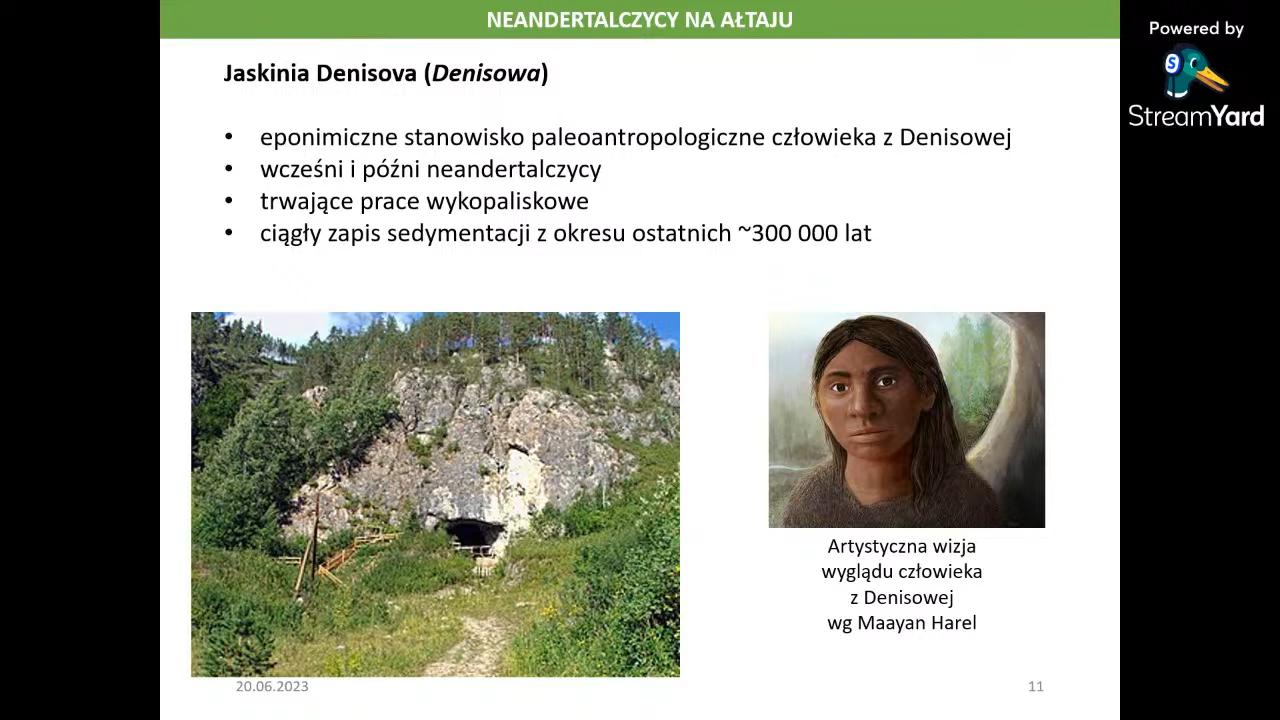 NEANDERTALCZYCY NA AŁTAJU
Powered by
StreamYard
Jaskinia Denisova (Denisowa)
• eponimiczne stanowisko paleoantropologiczne człowieka z Denisowej
• wcześni i późni neandertalczycy
• trwające prace wykopaliskowe
• ciągły zapis sedymentacji z okresu ostatnich ~300 000 lat
Artystyczna wizja
wyglądu człowieka
z Denisowej
wg Maayan Harel
20.06.2023
11